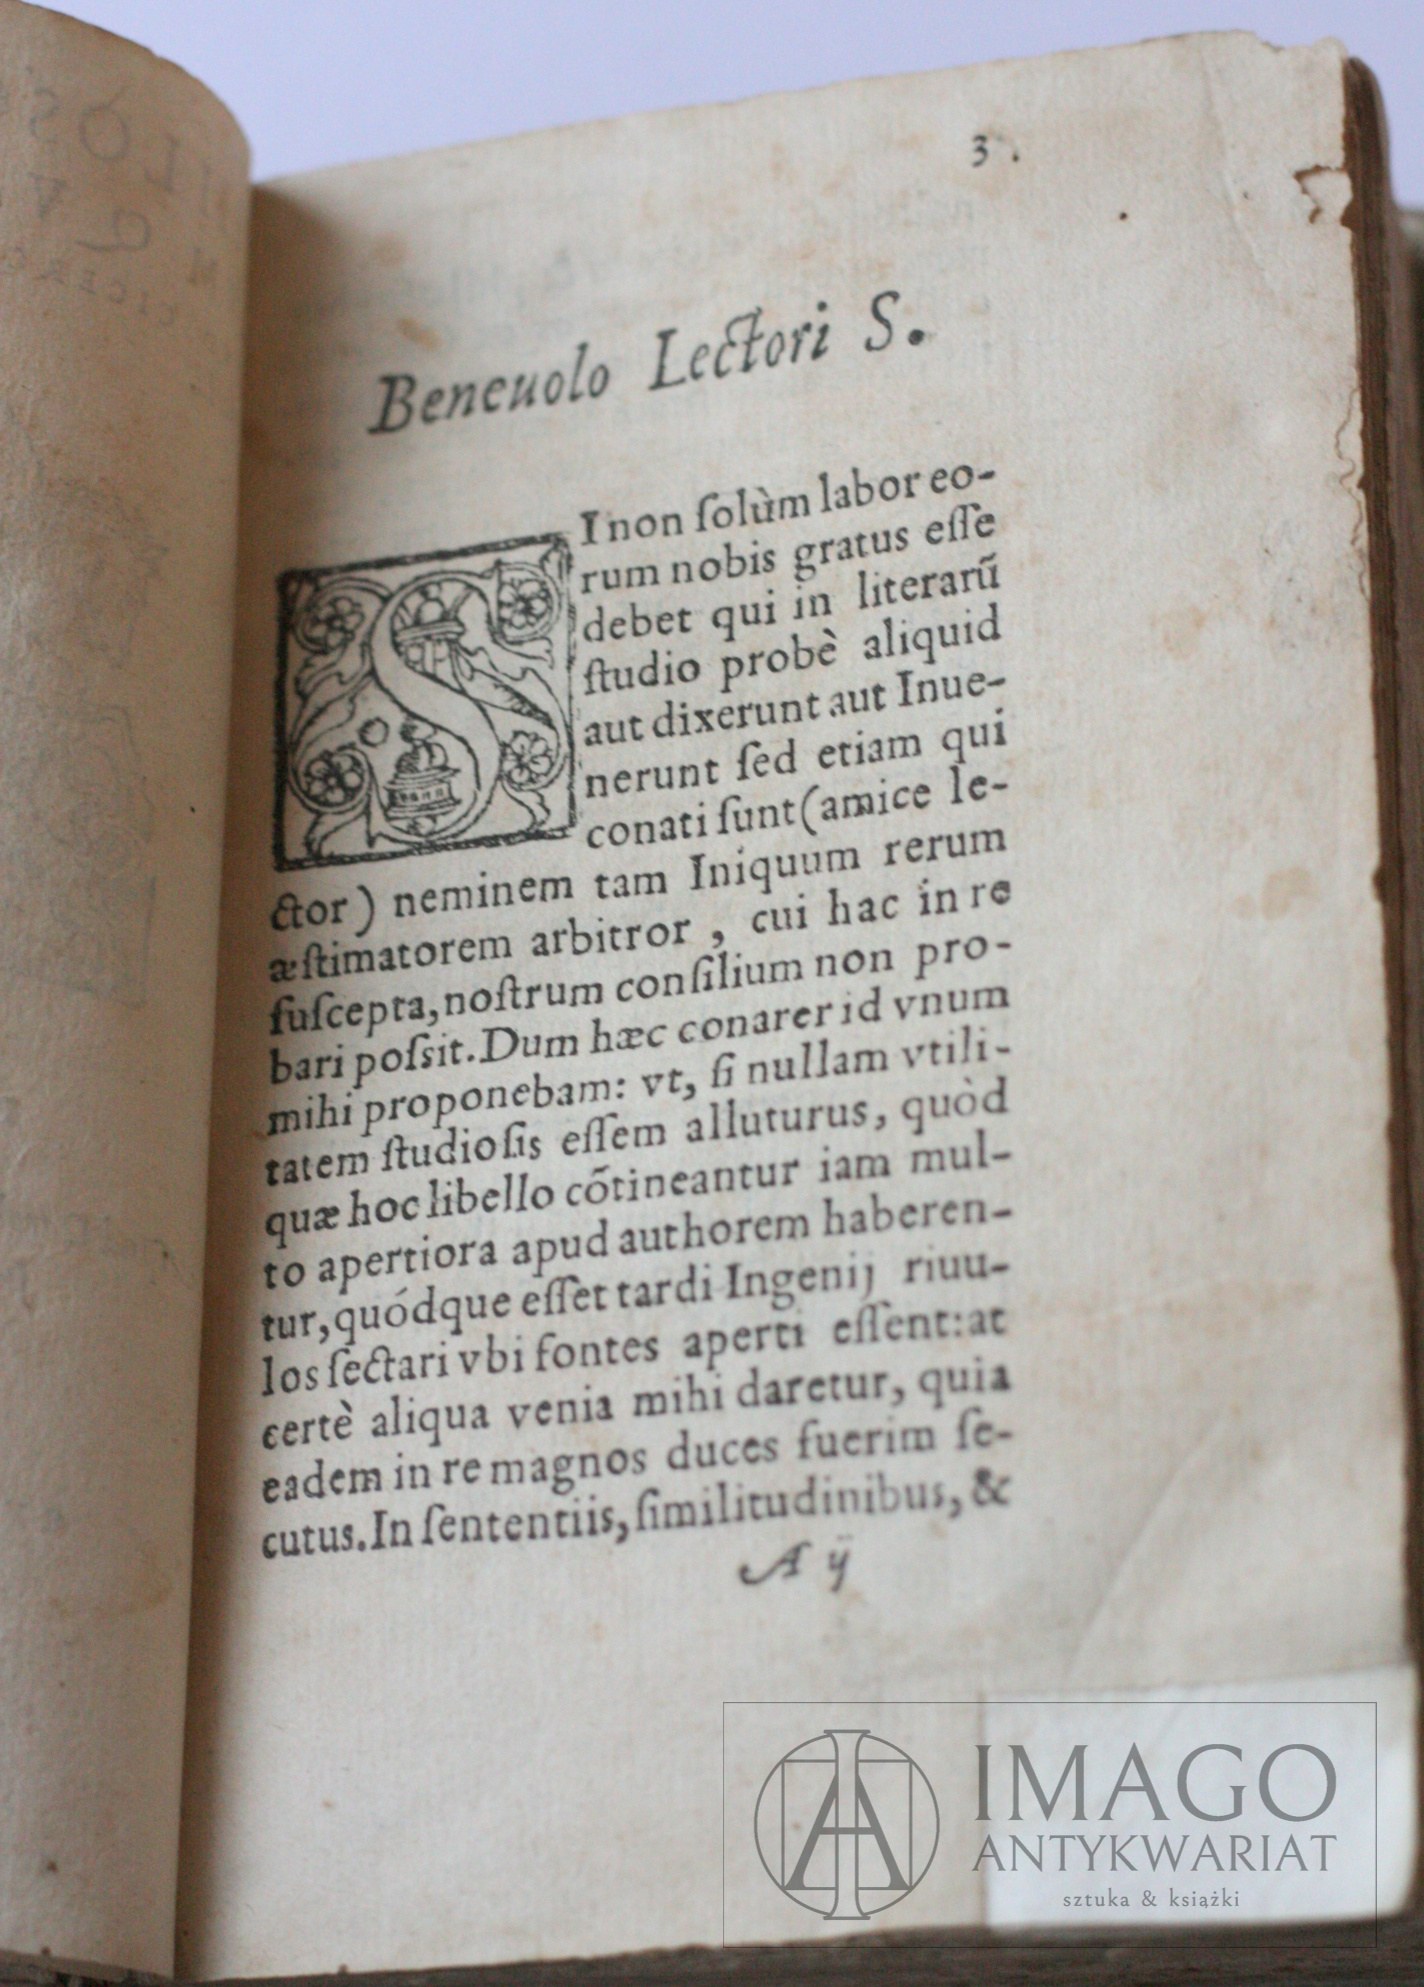 3.
Beneuolo Lectori S.
SI non ſolùm labor eo-
rum nobis gratus eſſe
debet qui in literarũ
ſtudio probè aliquid
aut dixerunt aut Inue-
nerunt ſed etiam qui
conati ſunt (amice le-
ctor) neminem tam Iniquum rerum
æſtimatorem arbitror, cui hac in re
ſuſcepta, noſtrum conſilium non pro-
bari poſsit. Dum hæc conarer id vnum
mihi proponebam: vt, ſi nullam vtili-
tatem ſtudioſis eſſem alluturus, quòd
quæ hoc libello cõtineantur iam mul-
to apertiora apud authorem haberen-
tur, quódque eſſet tardi Ingenij riuu-
los ſectari vbi fontes aperti eſſent: at
certè aliqua venia mihi daretur, quia
eadem in re magnos duces fuerim ſe-
cutus. In ſententiis, ſimilitudinibus, &
A ij
IMAGO
ANTYKWARIAT
sztuka & książki